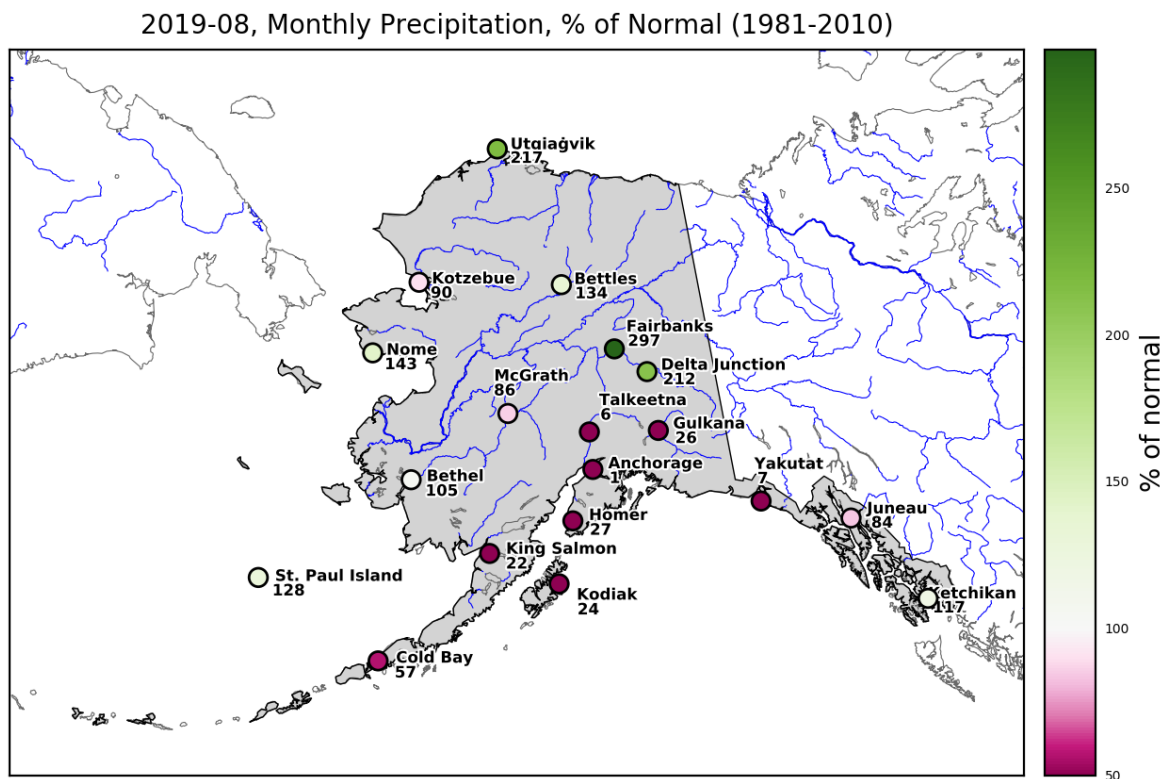 2019-08, Monthly Precipitation, % of Normal (1981-2010)
Utqiaġvik
217
Kotzebue
90
Bettles
134
Fairbanks
297
Nome
143
Delta Junction
212
McGrath
86
Talkeetna
6
Gulkana
26
Anchorage
1
Yakutat
7
Bethel
105
Juneau
84
Homer
27
King Salmon
22
St. Paul Island
128
Kodiak
24
Ketchikan
117
Cold Bay
57
250
200
150
100
50
% of normal